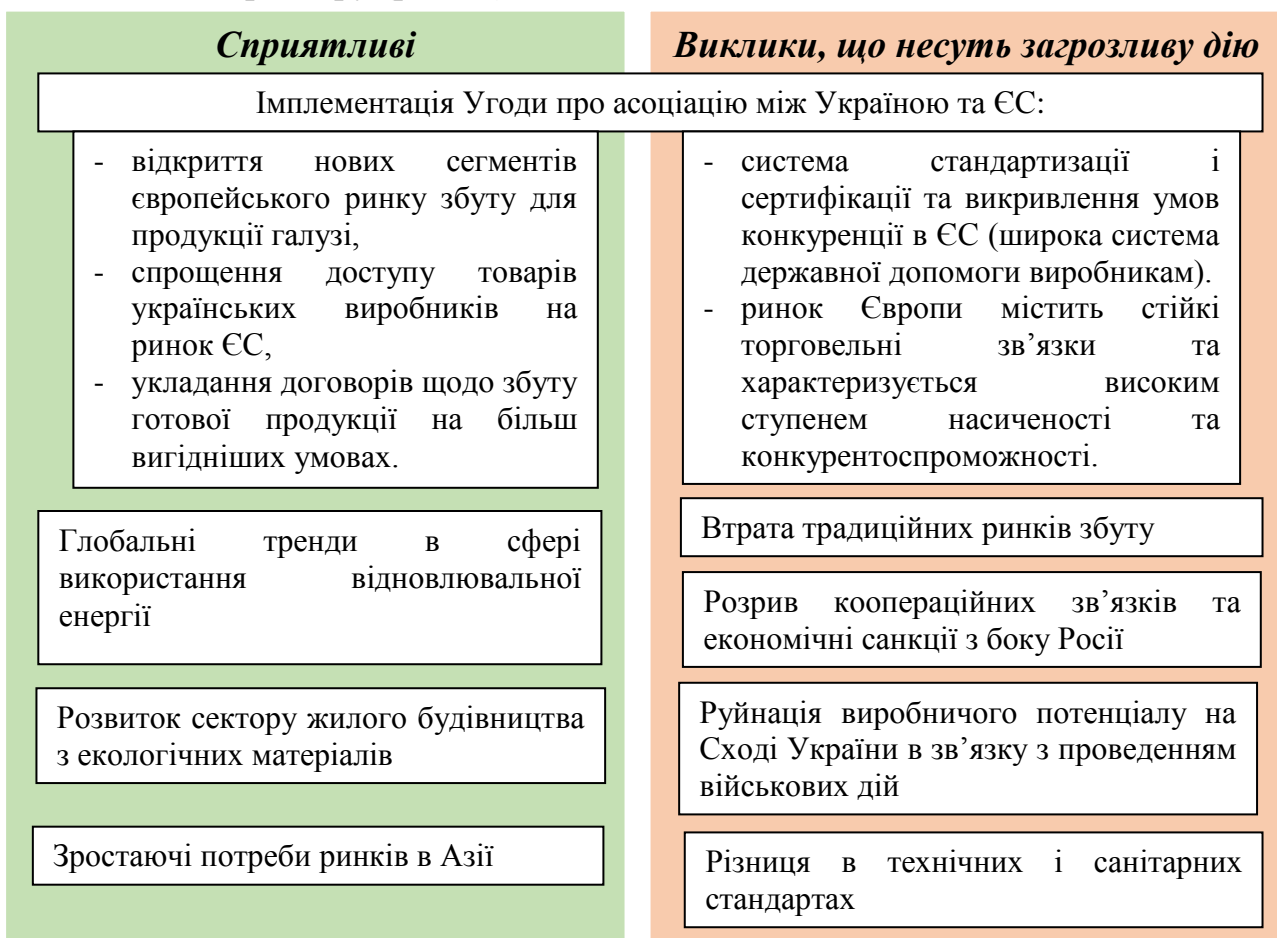 Сприятливі
Виклики, що несуть загрозливу дію
Імплементація Угоди про асоціацію між Україною та ЄС:
- відкриття нових сегментів
європейського ринку збуту для
продукції галузі,
- спрощення доступу товарів
українських виробників на
ринок ЄС,
- укладання договорів щодо збуту
готової продукції на більш
вигідніших умовах.
- система стандартизації і
сертифікації та викривлення умов
конкуренції в ЄС (широка система
державної допомоги виробникам).
- ринок Європи містить стійкі
торговельні зв’язки та
характеризується високим
ступенем насиченості та
конкурентоспроможності.
Глобальні тренди в сфері
використання відновлювальної
енергії
Розвиток сектору жилого будівництва
з екологічних матеріалів
Зростаючі потреби ринків в Азії
Втрата традиційних ринків збуту
Розрив коопераційних зв’язків та
економічні санкції з боку Росії
Руйнація виробничого потенціалу на
Сході України в зв’язку з проведенням
військових дій
Різниця в технічних і санітарних
стандартах